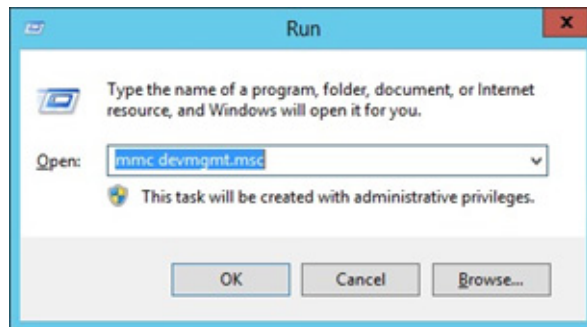 Run
x
Type the name of a program, folder, document, or Internet
resource, and Windows will open it for you.
Open:
mmc devmgmt.msc
This task will be created with administrative privileges.
OK
Cancel
Browse...